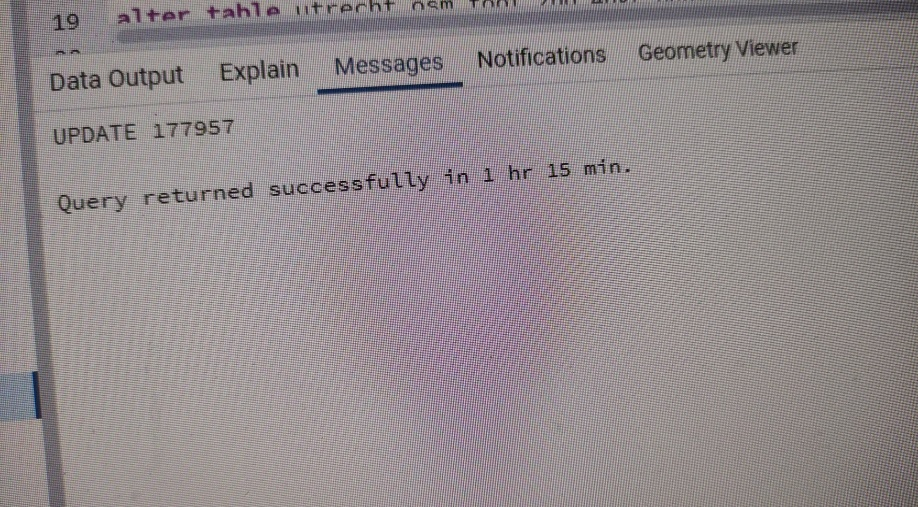 19 alter table utrecht osm
Data Output Explain Messages Notifications Geometry Viewer
UPDATE 177957
Query returned successfully in 1 hr 15 min.